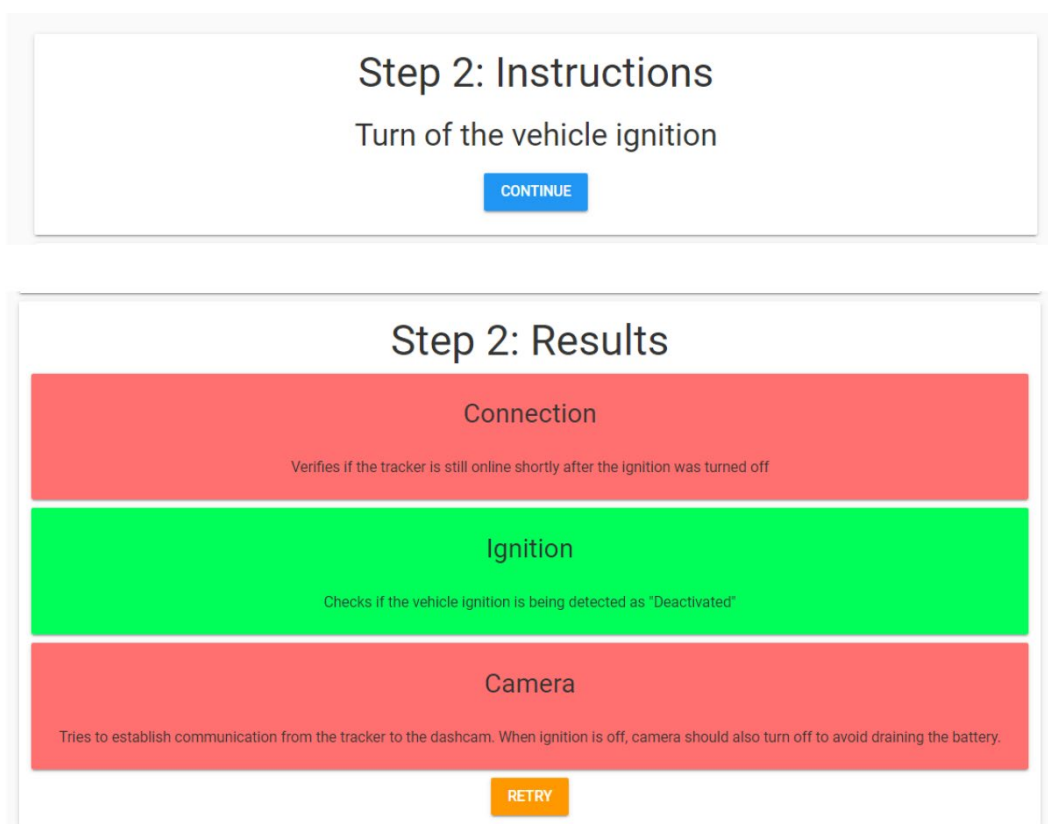 Step 2: Instructions
Turn of the vehicle ignition
CONTINUE
Step 2: Results
Connection
Verifies if the tracker is still online shortly after the ignition was turned off
Ignition
Checks if the vehicle ignition is being detected as "Deactivated"
Camera
Tries to establish communication from the tracker to the dashcam. When ignition is off, camera should also turn off to avoid draining the battery.
RETRY